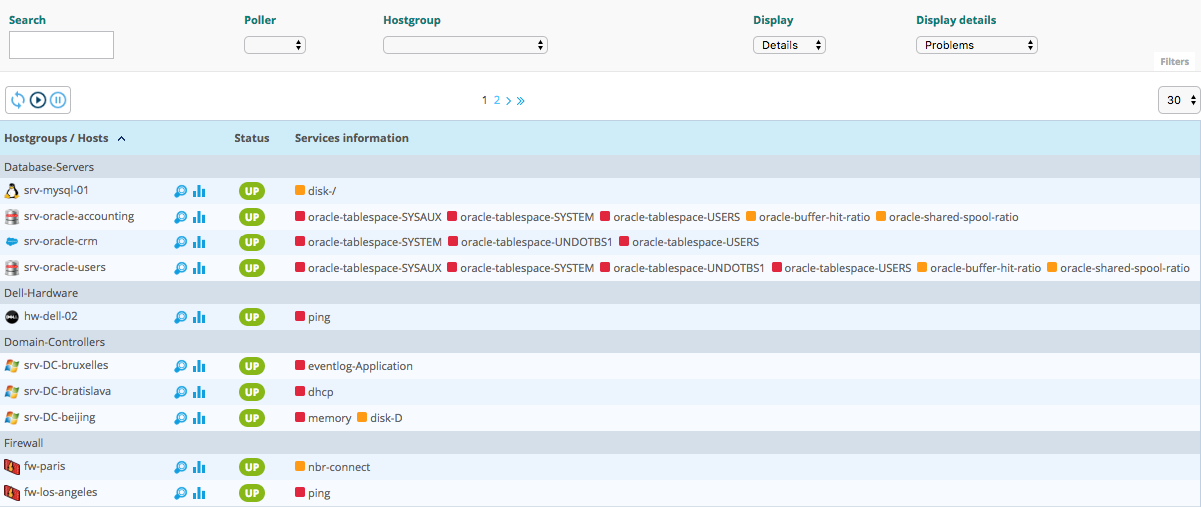 Search Poller Hostgroup Display Display details
Details Problems
Filters
1 2 30
Hostgroups / Hosts Status Services information
Database-Servers
srv-mysql-01 UP disk-/
srv-oracle-accounting UP oracle-tablespace-SYSAUX oracle-tablespace-SYSTEM oracle-tablespace-USERS oracle-buffer-hit-ratio oracle-shared-spool-ratio
srv-oracle-crm UP oracle-tablespace-SYSTEM oracle-tablespace-UNDOTBS1 oracle-tablespace-USERS
srv-oracle-users UP oracle-tablespace-SYSAUX oracle-tablespace-SYSTEM oracle-tablespace-UNDOTBS1 oracle-tablespace-USERS oracle-buffer-hit-ratio oracle-shared-spool-ratio
Dell-Hardware
DELL hw-dell-02 UP ping
Domain-Controllers
srv-DC-bruxelles UP eventlog-Application
srv-DC-bratislava UP dhcp
srv-DC-beijing UP memory disk-D
Firewall
fw-paris UP nbr-connect
fw-los-angeles UP ping